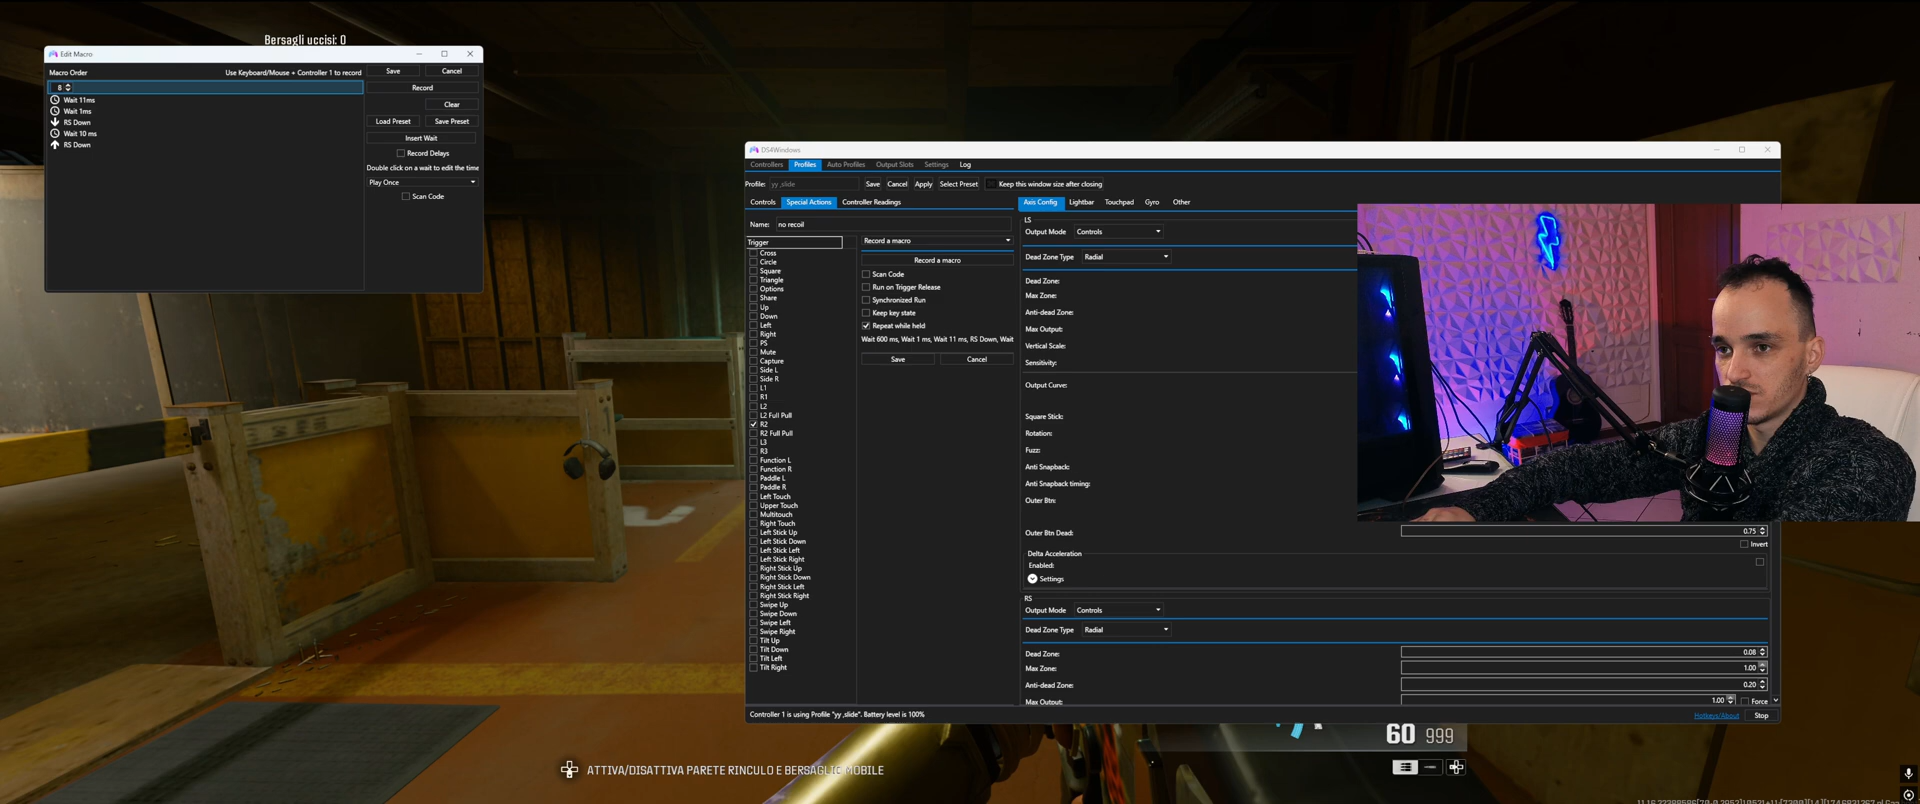 Bersagli uccisi: 0
Edit Macro
Macro Order
Use Keyboard/Mouse + Controller 1 to record
Save
Cancel
8
Record
Wait 11ms
Clear
Wait 1ms
RS Down
Load Preset
Save Preset
Wait 10 ms
Insert Wait
RS Down
Record Delays
Double click on a wait to edit the time
Play Once
Scan Code
DS4Windows
Controllers
Profiles
Auto Profiles
Output Slots
Settings
Log
Profile:
yy ,slide
Save
Cancel
Apply
Select Preset
Keep this window size after closing
Controls
Special Actions
Controller Readings
Name:
no recoil
Trigger
Cross
Circle
Square
Triangle
Options
Share
Up
Down
Left
Right
PS
Mute
Capture
Side L
Side R
L1
R1
L2
L2 Full Pull
R2
R2 Full Pull
L3
R3
Function L
Function R
Paddle L
Paddle R
Left Touch
Upper Touch
Multitouch
Right Touch
Left Stick Up
Left Stick Down
Left Stick Left
Left Stick Right
Right Stick Up
Right Stick Down
Right Stick Left
Right Stick Right
Swipe Up
Swipe Down
Swipe Left
Swipe Right
Tilt Up
Tilt Down
Tilt Left
Tilt Right
Record a macro
Record a macro
Scan Code
Run on Trigger Release
Synchronized Run
Keep key state
Repeat while held
Wait 600 ms, Wait 1 ms, Wait 11 ms, RS Down, Wait
Save
Cancel
Axis Config
Lightbar
Touchpad
Gyro
Other
LS
Output Mode
Controls
Dead Zone Type
Radial
Dead Zone:
Max Zone:
Anti-dead Zone:
Max Output:
Vertical Scale:
Sensitivity:
Output Curve:
Square Stick:
Rotation:
Fuzz:
Anti Snapback:
Anti Snapback timing:
Outer Btn:
Outer Btn Dead:
0.75
Invert
Delta Acceleration
Enabled:
Settings
RS
Output Mode
Controls
Dead Zone Type
Radial
Dead Zone:
0.08
Max Zone:
1.00
Anti-dead Zone:
0.20
Max Output:
1.00
Force
Controller 1 is using Profile "yy ,slide". Battery level is 100%
Hotkeys/About
Stop
60 999
ATTIVA/DISATTIVA PARETE RINCULO E BERSAGLIO MOBILE